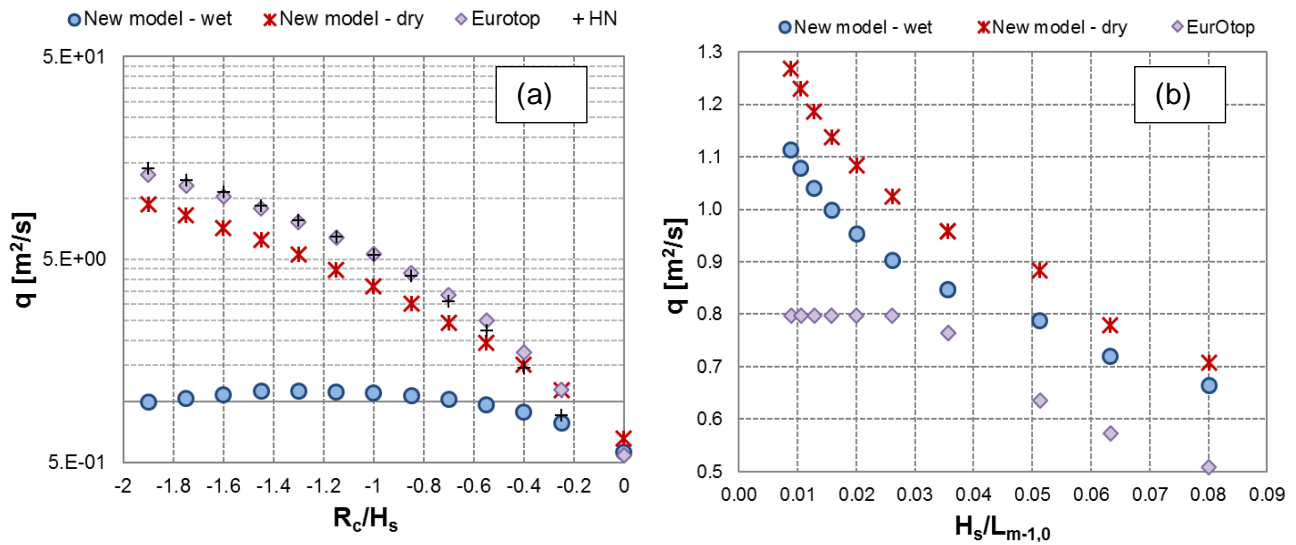 New model - wet New model - dry Eurotop HN
5.E+01
5.E+00
5.E-01
q [m²/s]
(a)
-2 -1.8 -1.6 -1.4 -1.2 -1 -0.8 -0.6 -0.4 -0.2 0
R_c/H_s
New model - wet New model - dry EurOtop
1.3
1.2
1.1
1.0
0.9
0.8
0.7
0.6
0.5
q [m²/s]
(b)
0.00 0.01 0.02 0.03 0.04 0.05 0.06 0.07 0.08 0.09
H_s/L_m-1,0